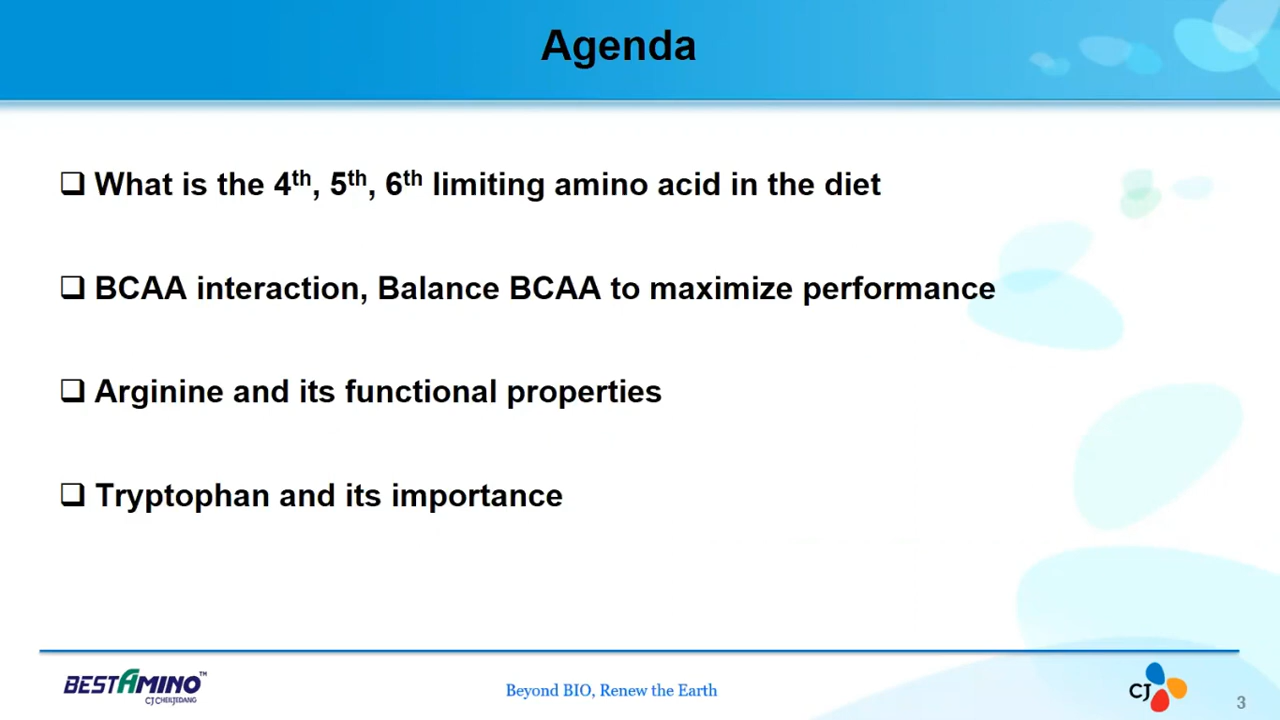 Agenda
❑ What is the 4th, 5th, 6th limiting amino acid in the diet
❑ BCAA interaction, Balance BCAA to maximize performance
❑ Arginine and its functional properties
❑ Tryptophan and its importance
BESTAMINO™
CJ CHEILJEDANG
Beyond BIO, Renew the Earth
CJ
3